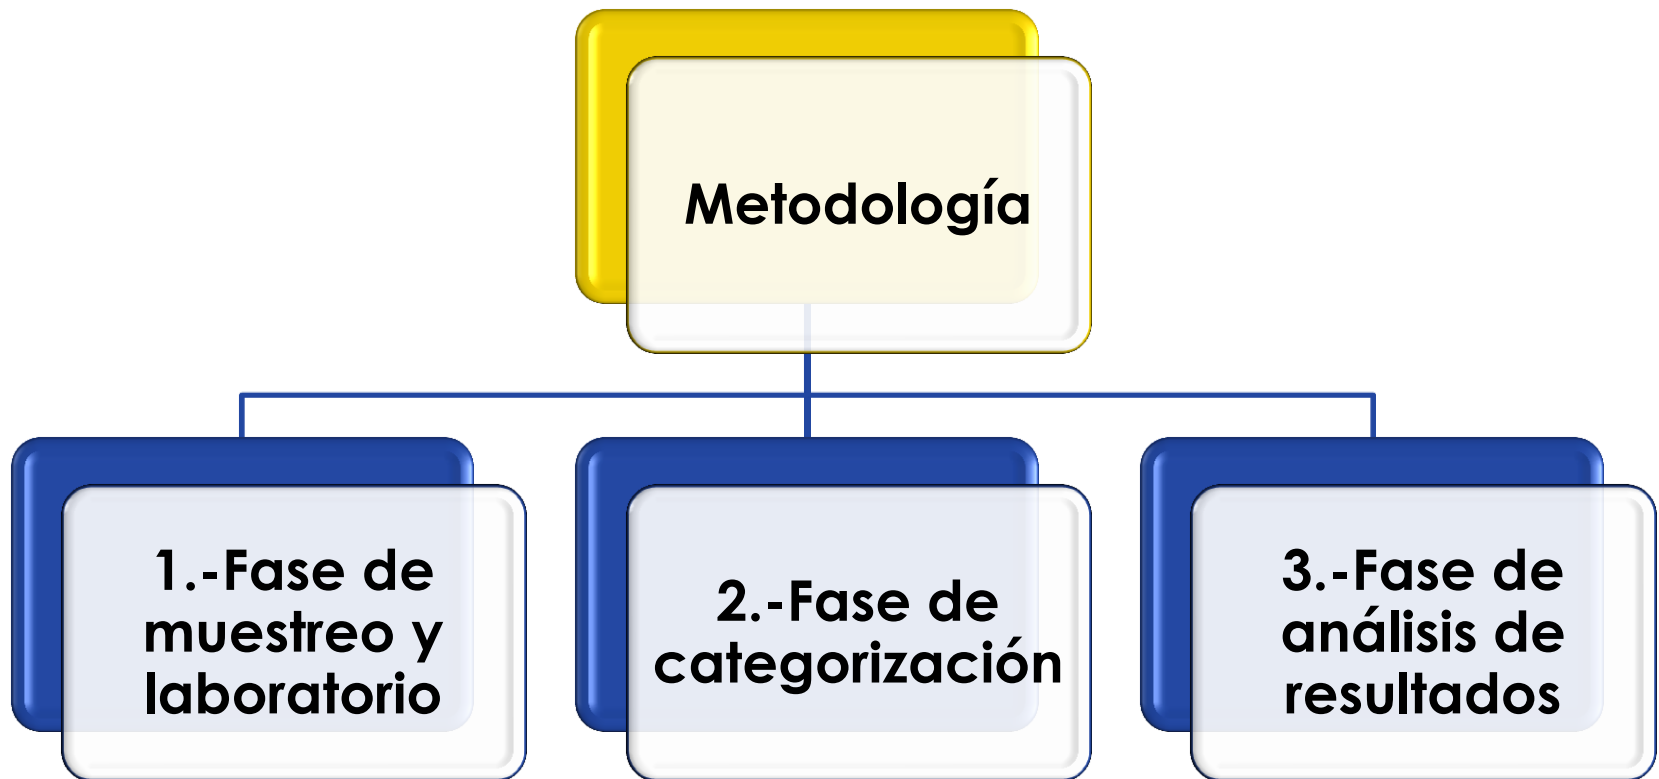 Metodología
1.-Fase de
muestreo y
laboratorio
2.-Fase de
categorización
3.-Fase de
análisis de
resultados